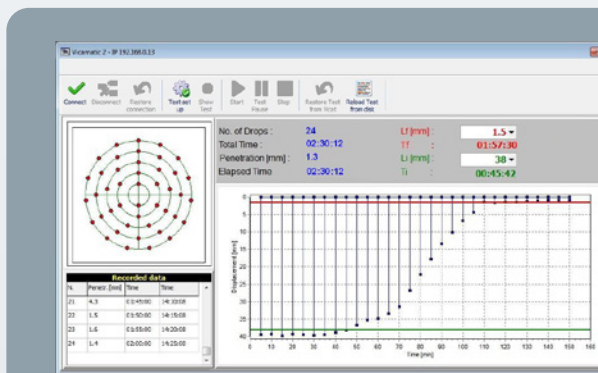 Vicamatic 2 - IP 192.168.0.13
Connect Disconnect Restore connection Test set up Show Test Start Test Pause Stop Restore Test from Wait Reload Test from disk
No. of Drops : 24 Lf [mm] : 1.5
Total Time : 02:30:12 Tf : 01:57:30
Penetration [mm] : 1.3 Li [mm] : 38
Elapsed Time 02:30:12 Ti : 00:45:42
Recorded data
N. Penetr. [mm] Time Time
21 4.3 01:45:00 14:10:08
22 1.5 01:50:00 14:15:08
23 1.6 01:55:00 14:20:08
24 1.4 02:00:00 14:25:08
Displacement [mm]
0
5
10
15
20
25
30
35
40
0 10 20 30 40 50 60 70 80 90 100 110 120 130 140 150 160
Time [min]